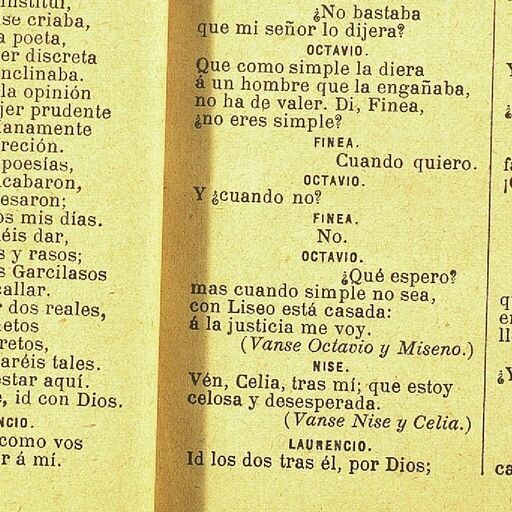 institui,
se criaba,
a poeta,
er discreta
nclinaba.
la opinión
jer prudente
ianamente
reción.
poesías,
acabaron,
esaron;
os mis días.
éis dar,
s y rasos;
s Garcilasos
callar.
r dos reales,
netos
retos,
aréis tales.
estar aquí.
e, id con Dios.
NCIO.
como vos
r á mí.
¿No bastaba
que mi señor lo dijera?
OCTAVIO.
Que como simple la diera
á un hombre que la engañaba,
no ha de valer. Di, Finea,
¿no eres simple?
FINEA.
Cuando quiero.
OCTAVIO.
Y ¿cuando no?
FINEA.
No.
OCTAVIO.
¿Qué espero?
mas cuando simple no sea,
con Liseo está casada:
á la justicia me voy.
(Vanse Octavio y Miseno.)
NISE.
Vén, Celia, tras mí; que estoy
celosa y desesperada.
(Vanse Nise y Celia.)
LAURENCIO.
Id los dos tras él, por Dios;